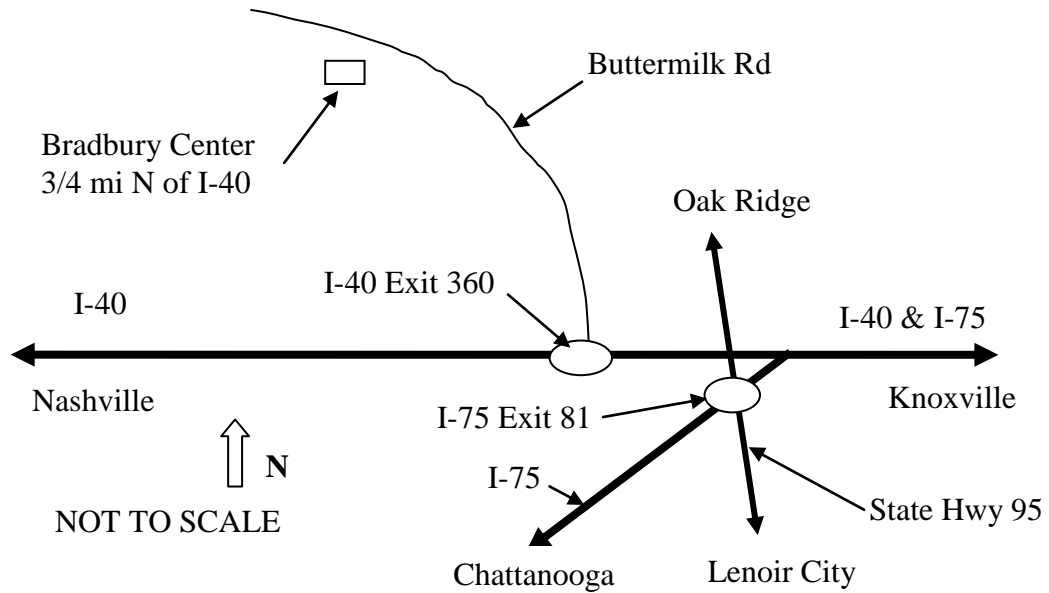 Buttermilk Rd
Bradbury Center
3/4 mi N of I-40
Oak Ridge
I-40 Exit 360
I-40
I-40 & I-75
Nashville
Knoxville
I-75 Exit 81
N
I-75
NOT TO SCALE
State Hwy 95
Chattanooga
Lenoir City